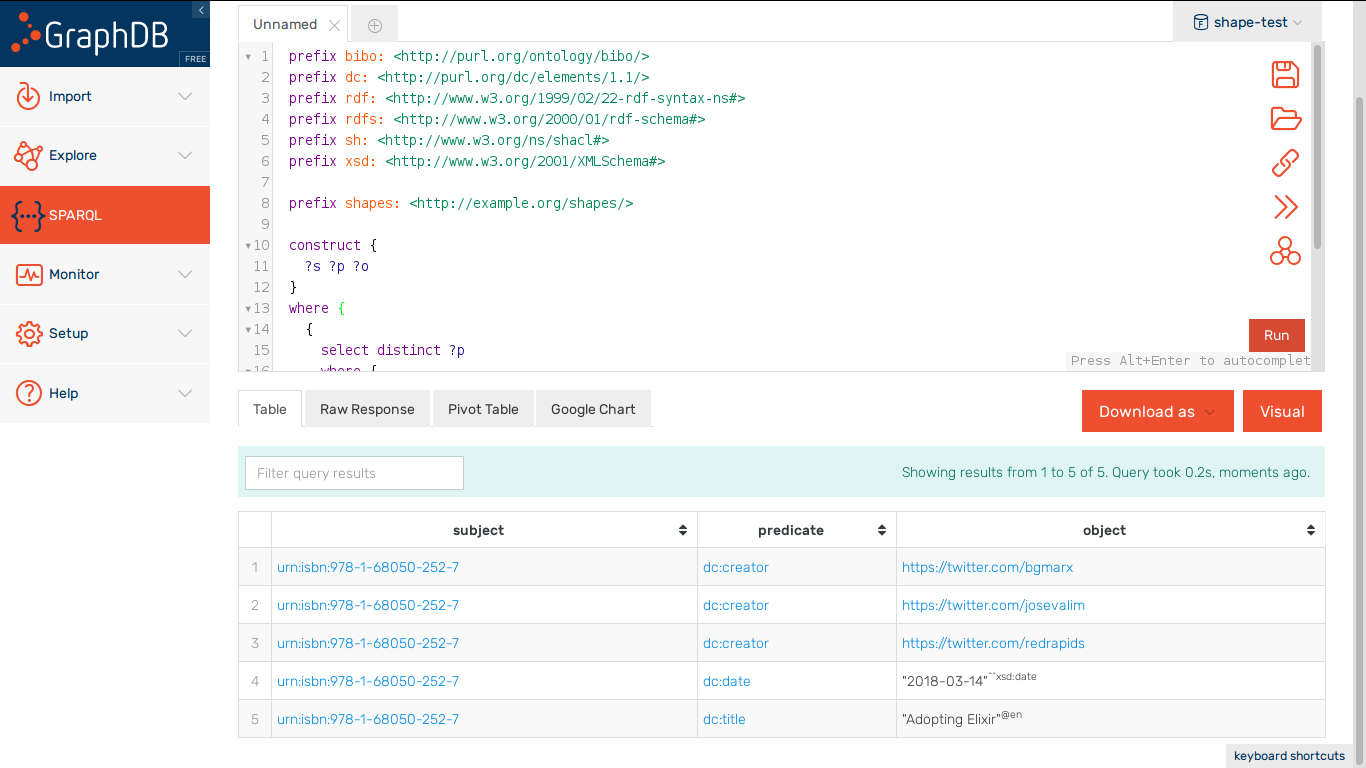 GraphDB
FREE
Import
Explore
SPARQL
Monitor
Setup
Help
Unnamed
shape-test
1 prefix bibo: <http://purl.org/ontology/bibo/>
2 prefix dc: <http://purl.org/dc/elements/1.1/>
3 prefix rdf: <http://www.w3.org/1999/02/22-rdf-syntax-ns#>
4 prefix rdfs: <http://www.w3.org/2000/01/rdf-schema#>
5 prefix sh: <http://www.w3.org/ns/shacl#>
6 prefix xsd: <http://www.w3.org/2001/XMLSchema#>
7
8 prefix shapes: <http://example.org/shapes/>
9
10 construct {
11 ?s ?p ?o
12 }
13 where {
14 {
15 select distinct ?p
16 where {
Run
Press Alt+Enter to autocomplet
Table Raw Response Pivot Table Google Chart
Download as Visual
Filter query results
Showing results from 1 to 5 of 5. Query took 0.2s, moments ago.
subject predicate object
1 urn:isbn:978-1-68050-252-7 dc:creator https://twitter.com/bgmarx
2 urn:isbn:978-1-68050-252-7 dc:creator https://twitter.com/josevalim
3 urn:isbn:978-1-68050-252-7 dc:creator https://twitter.com/redrapids
4 urn:isbn:978-1-68050-252-7 dc:date "2018-03-14"^^xsd:date
5 urn:isbn:978-1-68050-252-7 dc:title "Adopting Elixir"@en
keyboard shortcuts